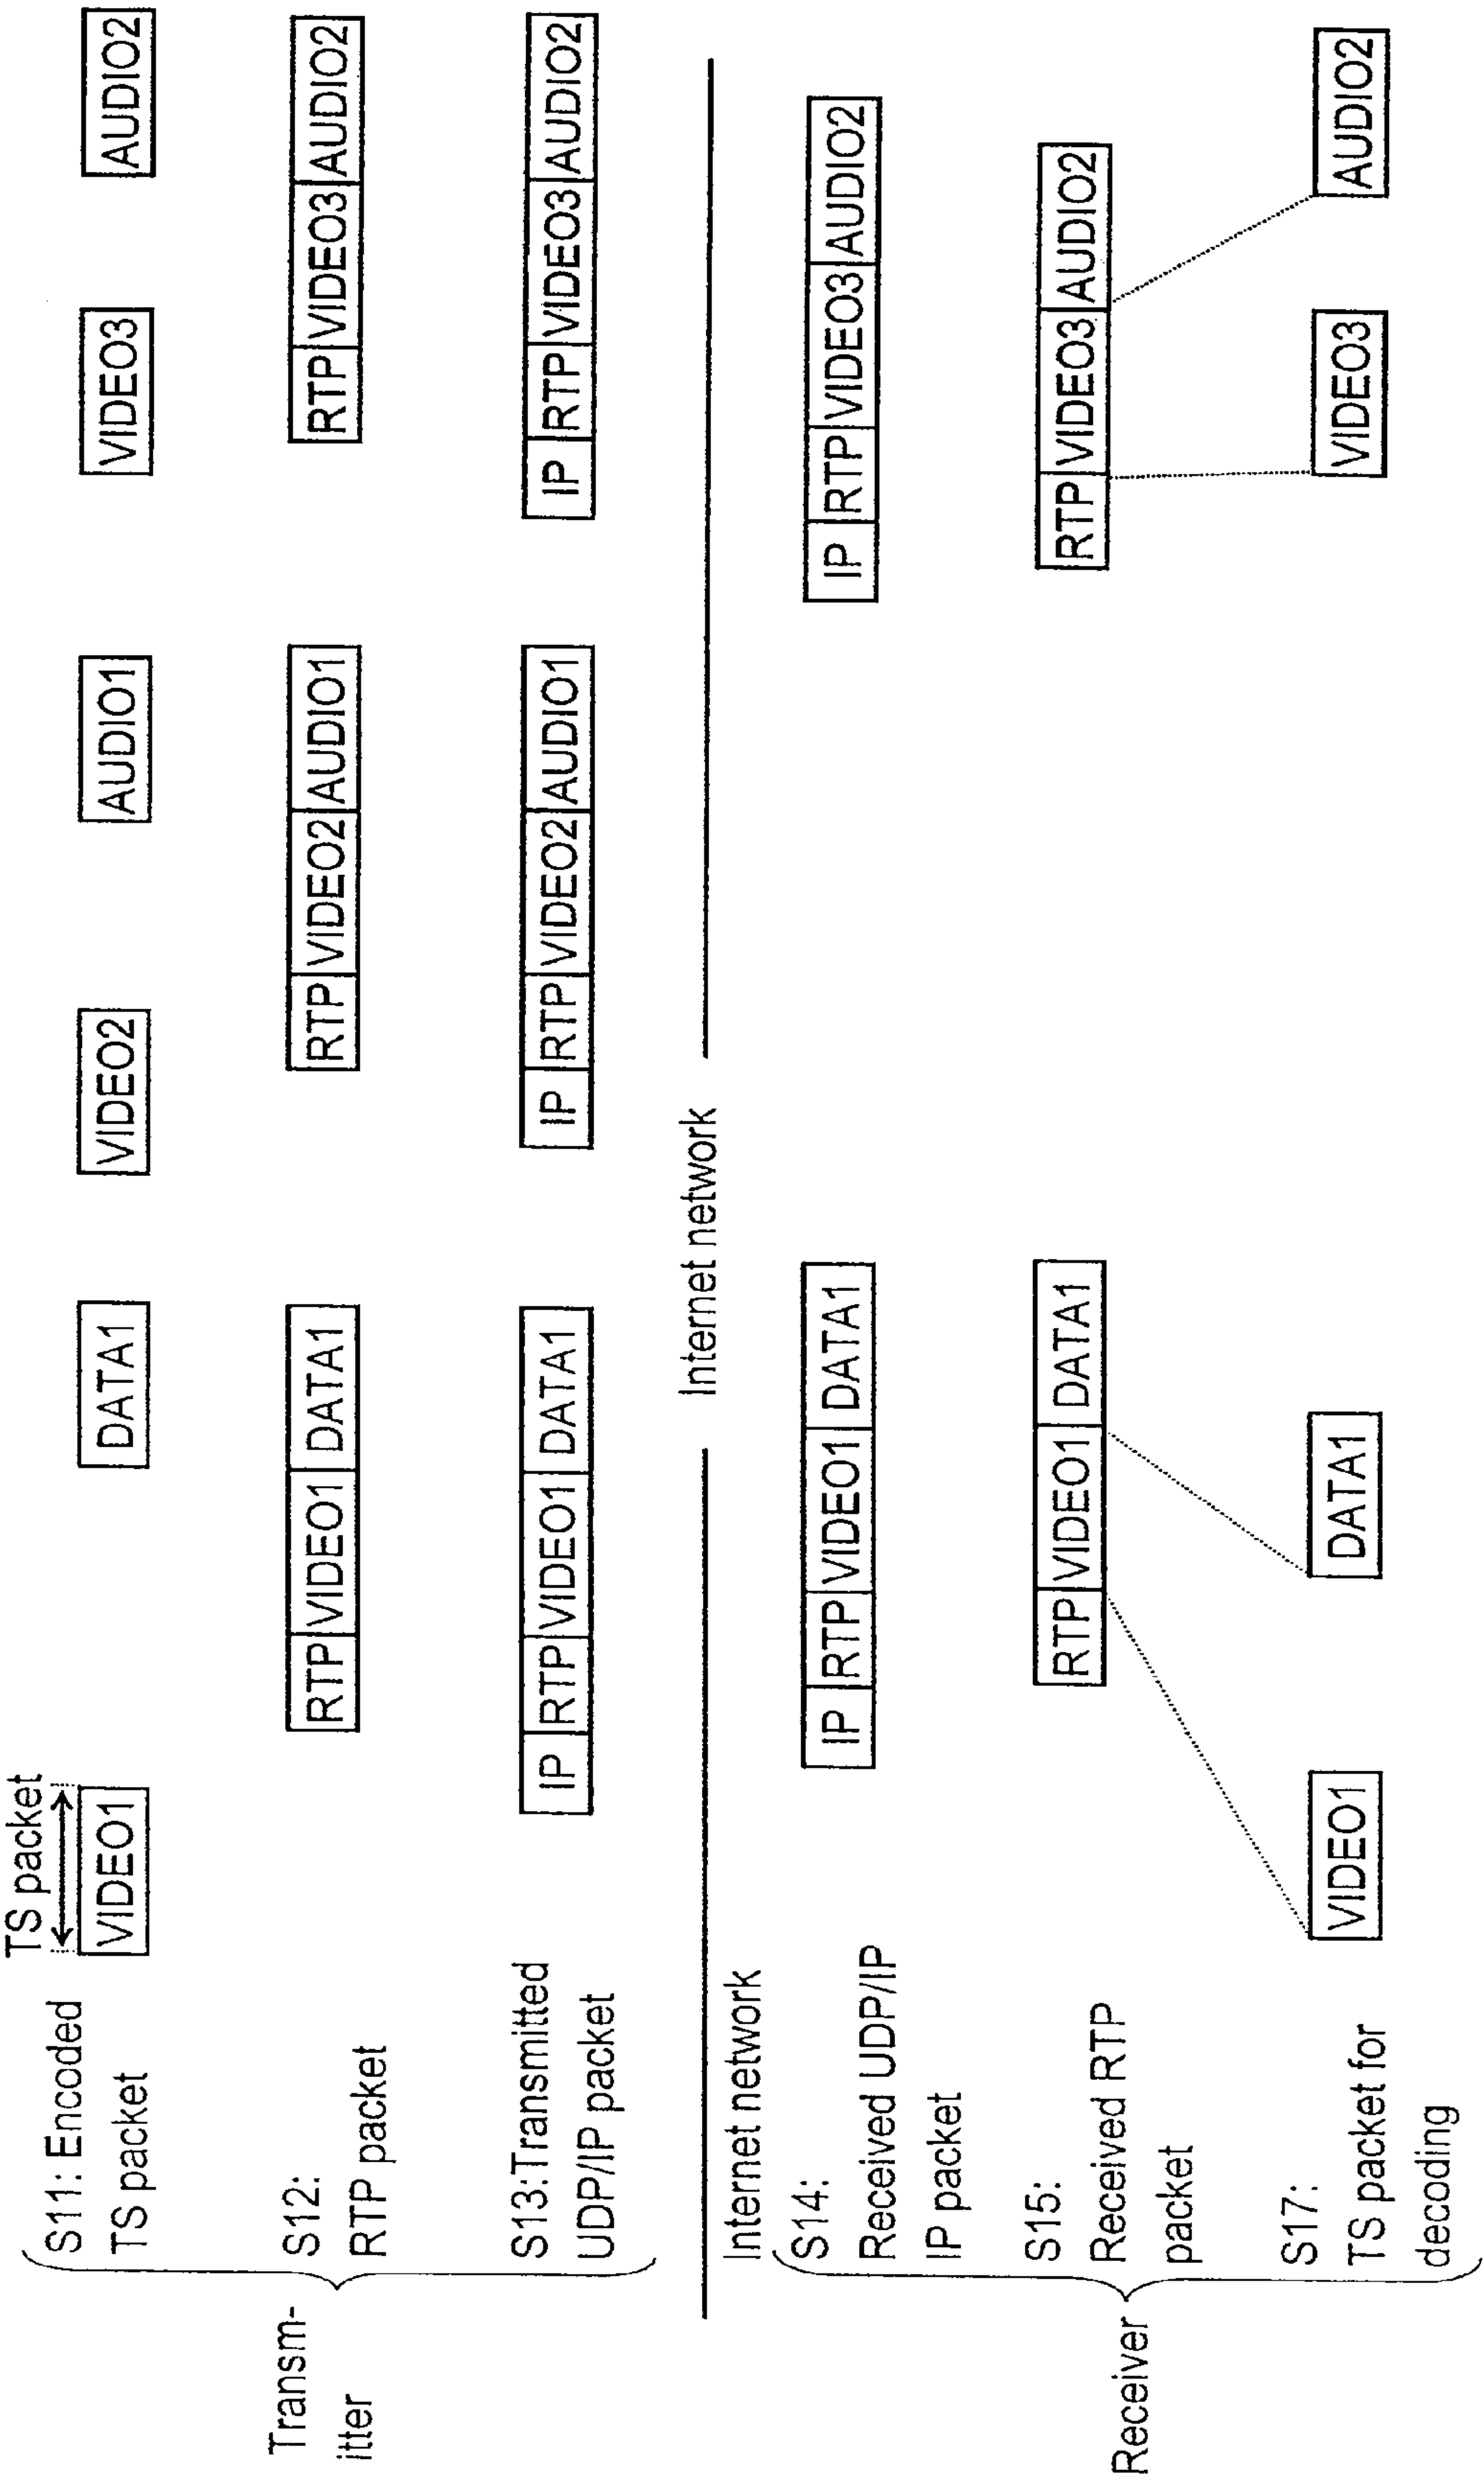 TS packet
S11: Encoded
TS packet
VIDEO1 DATA1 VIDEO2 AUDIO1 VIDEO3 AUDIO2
S12:
RTP packet
RTP VIDEO1 DATA1 RTP VIDEO2 AUDIO1 RTP VIDEO3 AUDIO2
S13:Transmitted
UDP/IP packet
IP RTP VIDEO1 DATA1 IP RTP VIDEO2 AUDIO1 IP RTP VIDEO3 AUDIO2
Transm-
itter
Internet network
Internet network
S14:
Received UDP/IP
IP packet
IP RTP VIDEO1 DATA1 IP RTP VIDEO3 AUDIO2
S15:
Received RTP
packet
RTP VIDEO1 DATA1 RTP VIDEO3 AUDIO2
Receiver
S17:
TS packet for
decoding
VIDEO1 DATA1 VIDEO3 AUDIO2